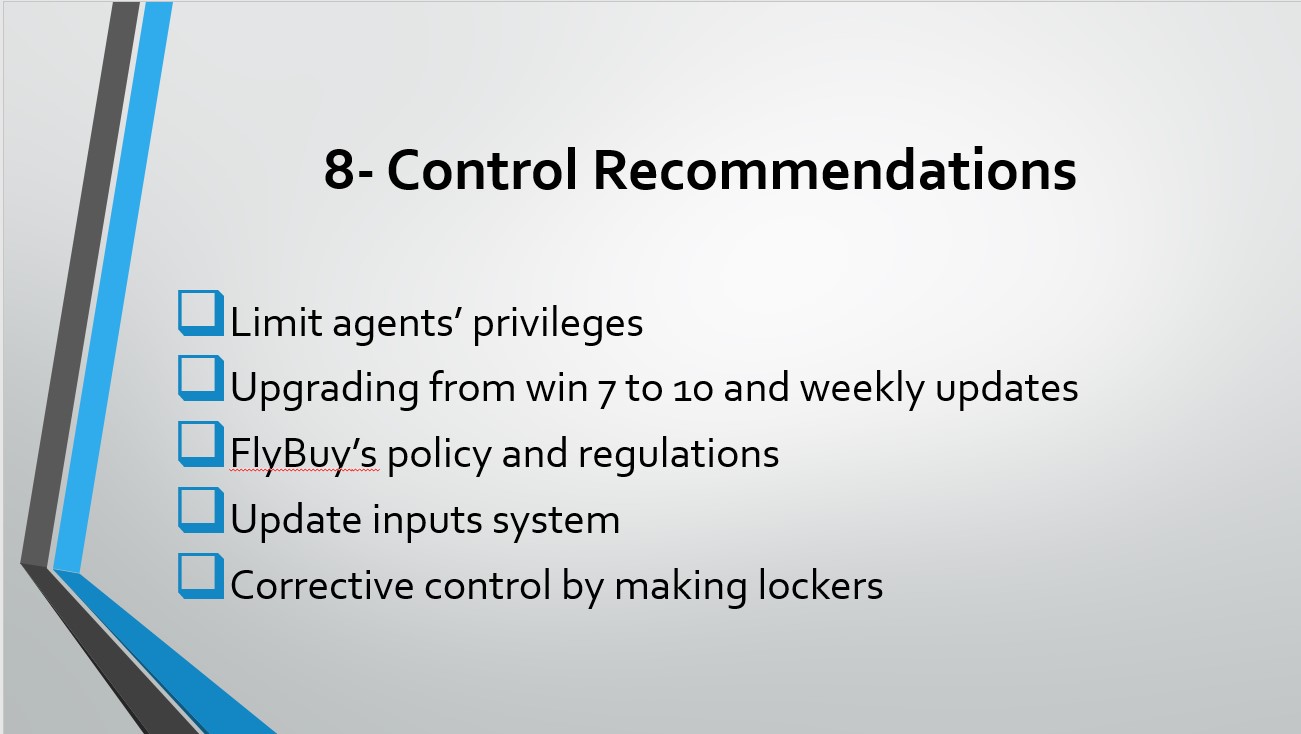 8- Control Recommendations
Limit agents’ privileges
Upgrading from win 7 to 10 and weekly updates
FlyBuy’s policy and regulations
Update inputs system
Corrective control by making lockers